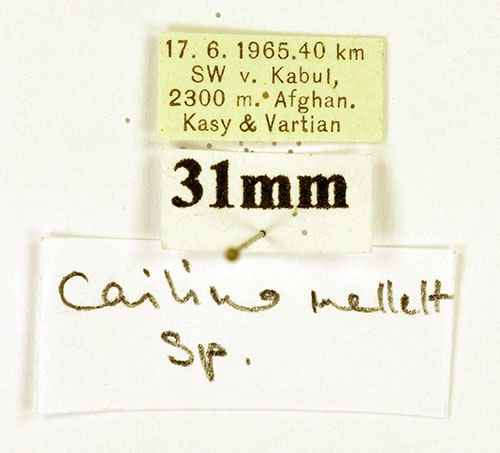 17. 6. 1965. 40 km
SW v. Kabul,
2300 m. Afghan.
Kasy & Vartian
31mm
sp.